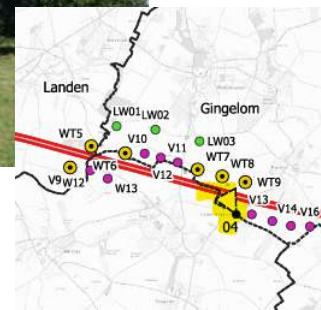 Landen
Gingelom
LW01
LW02
WT5
V10
V11
LW03
WT7
WT8
WT6
V9
W12
W13
V12
WT9
V13
V14
V16
04